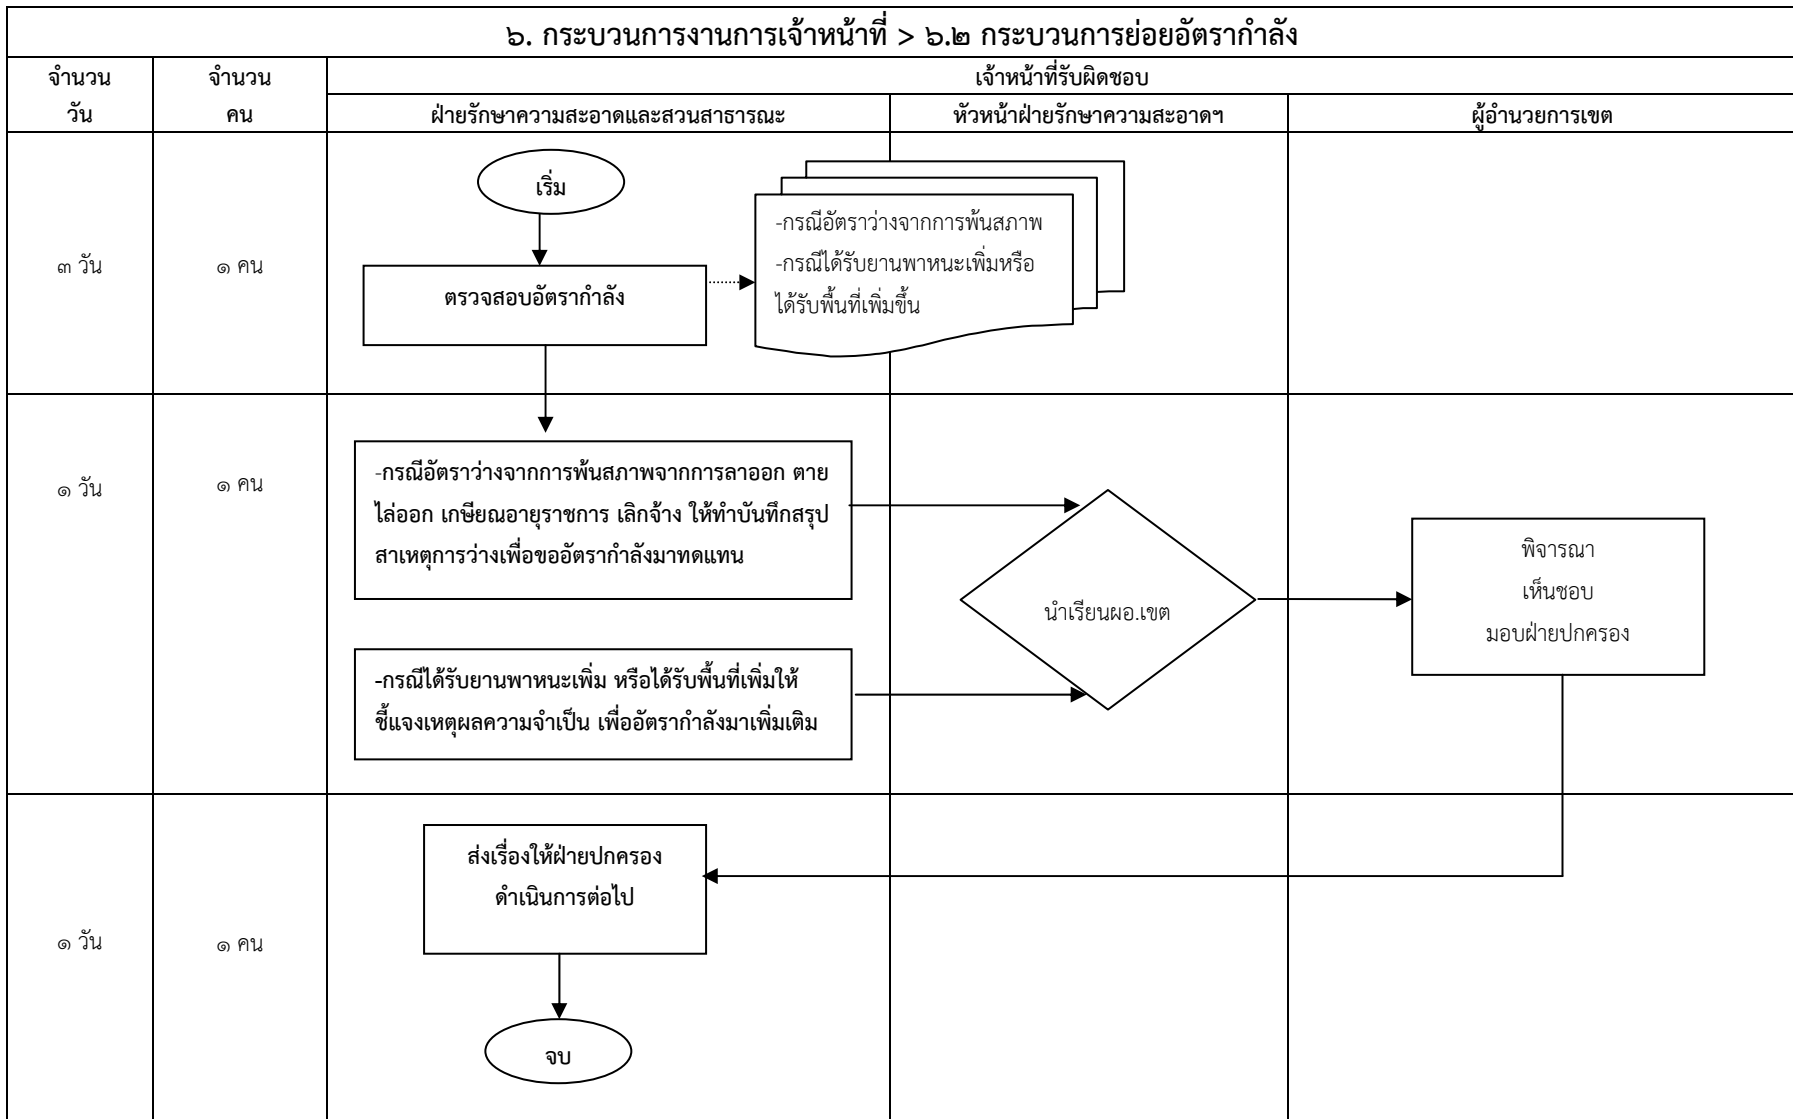 ๖. กระบวนการงานการเจ้าหน้าที่ > ๖.๒ กระบวนการย่อยอัตรากำลัง
จำนวน
วัน
จำนวน
คน
เจ้าหน้าที่รับผิดชอบ
ฝ่ายรักษาความสะอาดและสวนสาธารณะ
หัวหน้าฝ่ายรักษาความสะอาดฯ
ผู้อำนวยการเขต
๓ วัน
๑ คน
เริ่ม
ตรวจสอบอัตรากำลัง
-กรณีอัตราว่างจากการพ้นสภาพ
-กรณีได้รับยานพาหนะเพิ่มหรือ
ได้รับพื้นที่เพิ่มขึ้น
๑ วัน
๑ คน
-กรณีอัตราว่างจากการพ้นสภาพจากการลาออก ตาย
ไล่ออก เกษียณอายุราชการ เลิกจ้าง ให้ทำบันทึกสรุป
สาเหตุการว่างเพื่อขออัตรากำลังมาทดแทน
-กรณีได้รับยานพาหนะเพิ่ม หรือได้รับพื้นที่เพิ่มให้
ชี้แจงเหตุผลความจำเป็น เพื่ออัตรากำลังมาเพิ่มเติม
นำเรียนผอ.เขต
พิจารณา
เห็นชอบ
มอบฝ่ายปกครอง
๑ วัน
๑ คน
ส่งเรื่องให้ฝ่ายปกครอง
ดำเนินการต่อไป
จบ